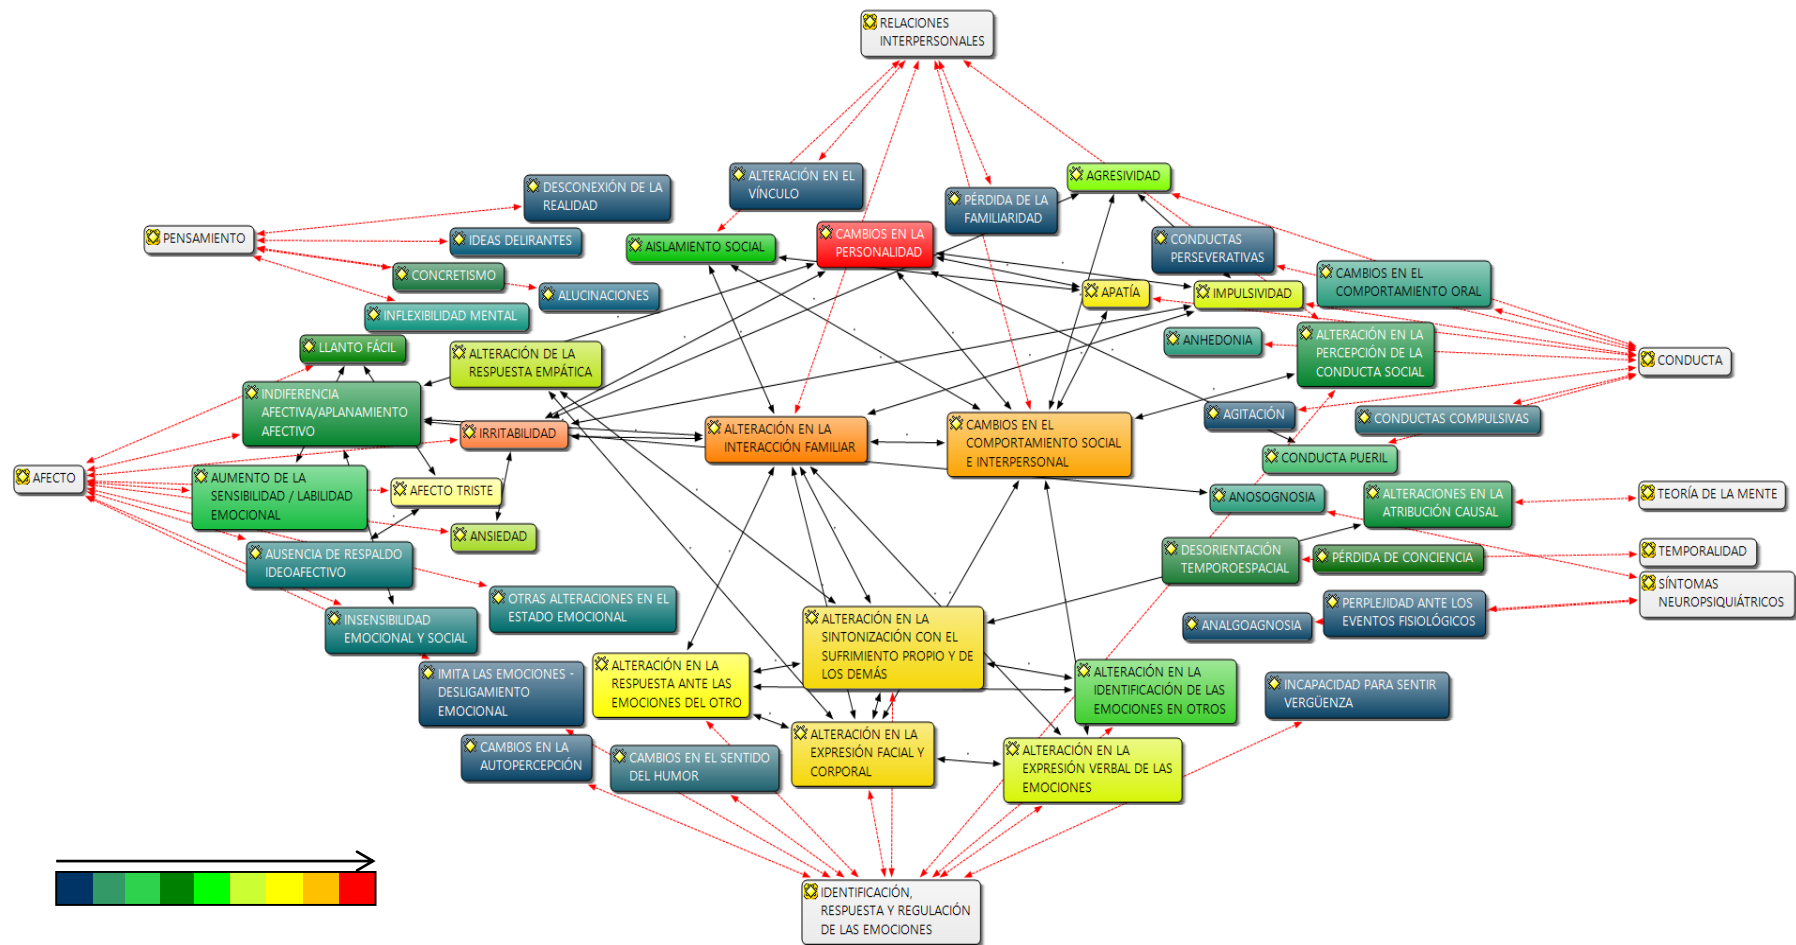 RELACIONES
INTERPERSONALES
ALTERACIÓN EN EL
VÍNCULO
AGRESIVIDAD
DESCONEXIÓN DE LA
REALIDAD
PÉRDIDA DE LA
FAMILIARIDAD
PENSAMIENTO
IDEAS DELIRANTES
AISLAMIENTO SOCIAL
CAMBIOS EN LA
PERSONALIDAD
CONDUCTAS
PERSEVERATIVAS
CONCRETISMO
ALUCINACIONES
APATÍA
IMPULSIVIDAD
CAMBIOS EN EL
COMPORTAMIENTO ORAL
INFLEXIBILIDAD MENTAL
LLANTO FÁCIL
ALTERACIÓN DE LA
RESPUESTA EMPÁTICA
ANHEDONIA
ALTERACIÓN EN LA
PERCEPCIÓN DE LA
CONDUCTA SOCIAL
CONDUCTA
INDIFERENCIA
AFECTIVA/APLANAMIENTO
AFECTIVO
IRRITABILIDAD
ALTERACIÓN EN LA
INTERACCIÓN FAMILIAR
CAMBIOS EN EL
COMPORTAMIENTO SOCIAL
E INTERPERSONAL
AGITACIÓN
CONDUCTAS COMPULSIVAS
CONDUCTA PUERIL
AFECTO
AUMENTO DE LA
SENSIBILIDAD / LABILIDAD
EMOCIONAL
AFECTO TRISTE
ANOSOGNOSIA
ALTERACIONES EN LA
ATRIBUCIÓN CAUSAL
TEORÍA DE LA MENTE
ANSIEDAD
AUSENCIA DE RESPALDO
IDEOAFECTIVO
DESORIENTACIÓN
TEMPOROESPACIAL
PÉRDIDA DE CONCIENCIA
TEMPORALIDAD
SÍNTOMAS
NEUROPSIQUIÁTRICOS
OTRAS ALTERACIONES EN EL
ESTADO EMOCIONAL
INSENSIBILIDAD
EMOCIONAL Y SOCIAL
ALTERACIÓN EN LA
SINTONIZACIÓN CON EL
SUFRIMIENTO PROPIO Y DE
LOS DEMÁS
ANALGOAGNOSIA
PERPLEJIDAD ANTE LOS
EVENTOS FISIOLÓGICOS
IMITA LAS EMOCIONES -
DESLIGAMIENTO
EMOCIONAL
ALTERACIÓN EN LA
RESPUESTA ANTE LAS
EMOCIONES DEL OTRO
ALTERACIÓN EN LA
IDENTIFICACIÓN DE LAS
EMOCIONES EN OTROS
INCAPACIDAD PARA SENTIR
VERGÜENZA
CAMBIOS EN LA
AUTOPERCEPCIÓN
CAMBIOS EN EL SENTIDO
DEL HUMOR
ALTERACIÓN EN LA
EXPRESIÓN FACIAL Y
CORPORAL
ALTERACIÓN EN LA
EXPRESIÓN VERBAL DE LAS
EMOCIONES
IDENTIFICACIÓN,
RESPUESTA Y REGULACIÓN
DE LAS EMOCIONES